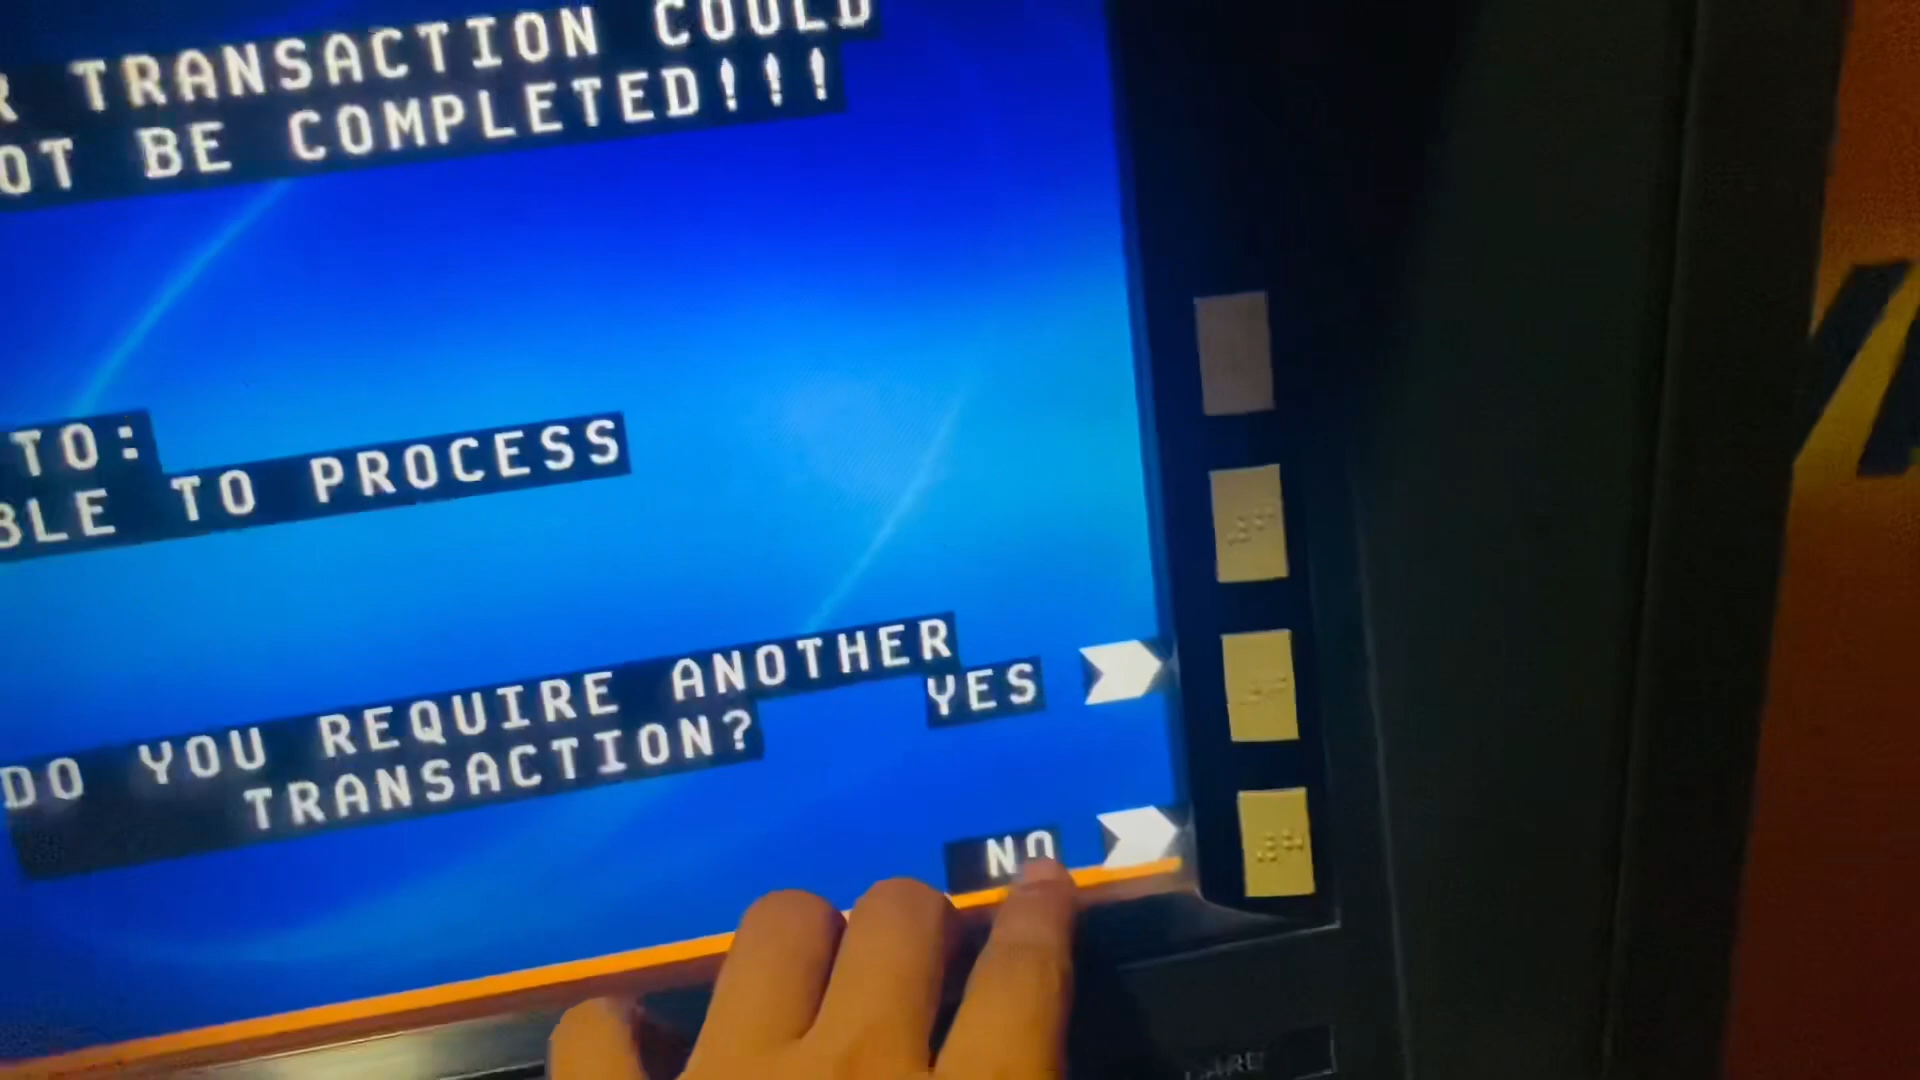 TRANSACTION COULD
BE COMPLETED!!!
TO:
TO PROCESS
DO YOU REQUIRE ANOTHER
TRANSACTION?
YES
NO